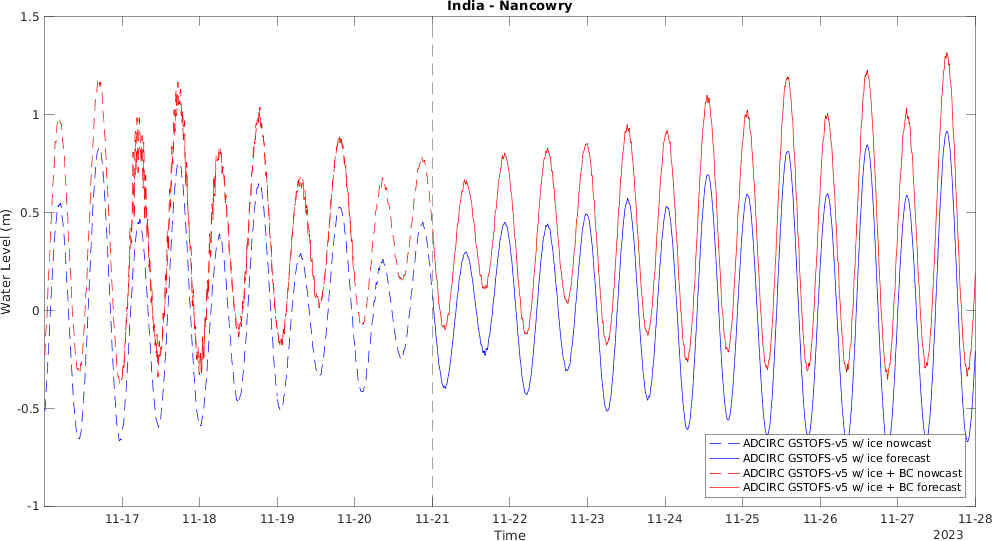 India - Nancowry
1.5
1
0.5
0
-0.5
-1
Water Level (m)
ADCIRC GSTOFS-v5 w/ ice nowcast
ADCIRC GSTOFS-v5 w/ ice forecast
ADCIRC GSTOFS-v5 w/ ice + BC nowcast
ADCIRC GSTOFS-v5 w/ ice + BC forecast
11-17 11-18 11-19 11-20 11-21 11-22 11-23 11-24 11-25 11-26 11-27 11-28
Time
2023